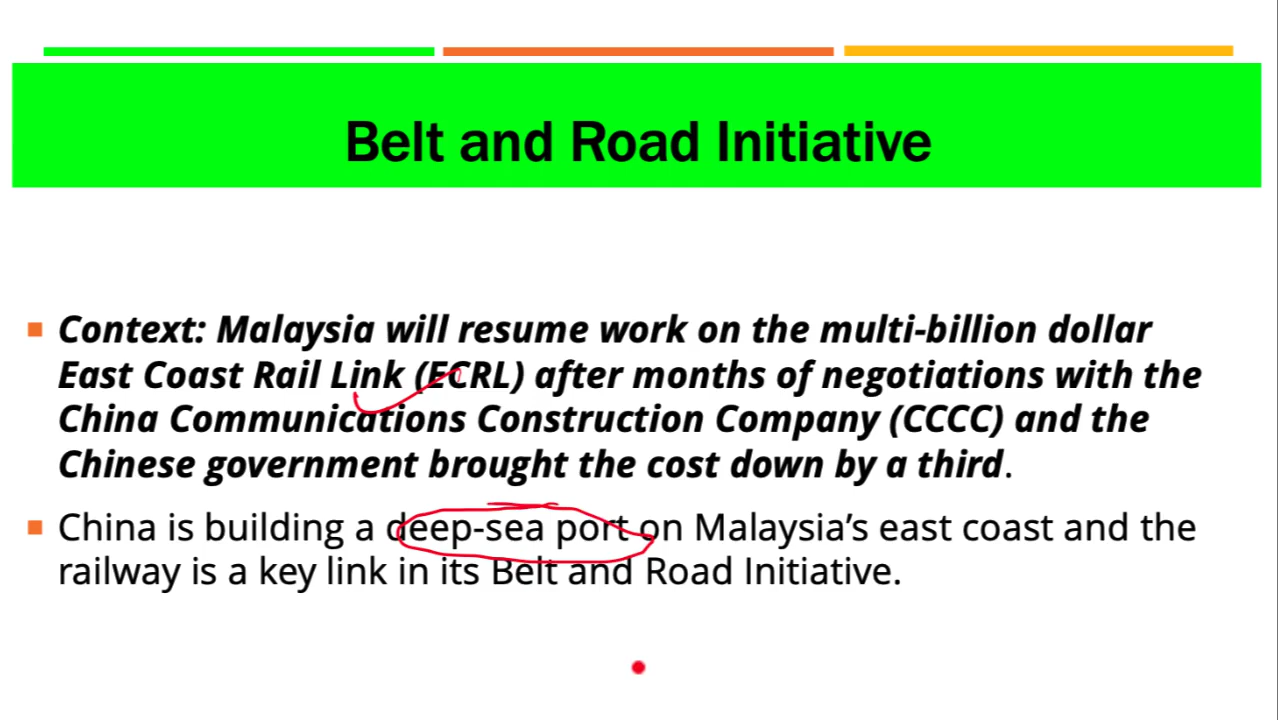 Belt and Road Initiative
Context: Malaysia will resume work on the multi-billion dollar
East Coast Rail Link (ECRL) after months of negotiations with the
China Communications Construction Company (CCCC) and the
Chinese government brought the cost down by a third.
China is building a deep-sea port on Malaysia’s east coast and the
railway is a key link in its Belt and Road Initiative.